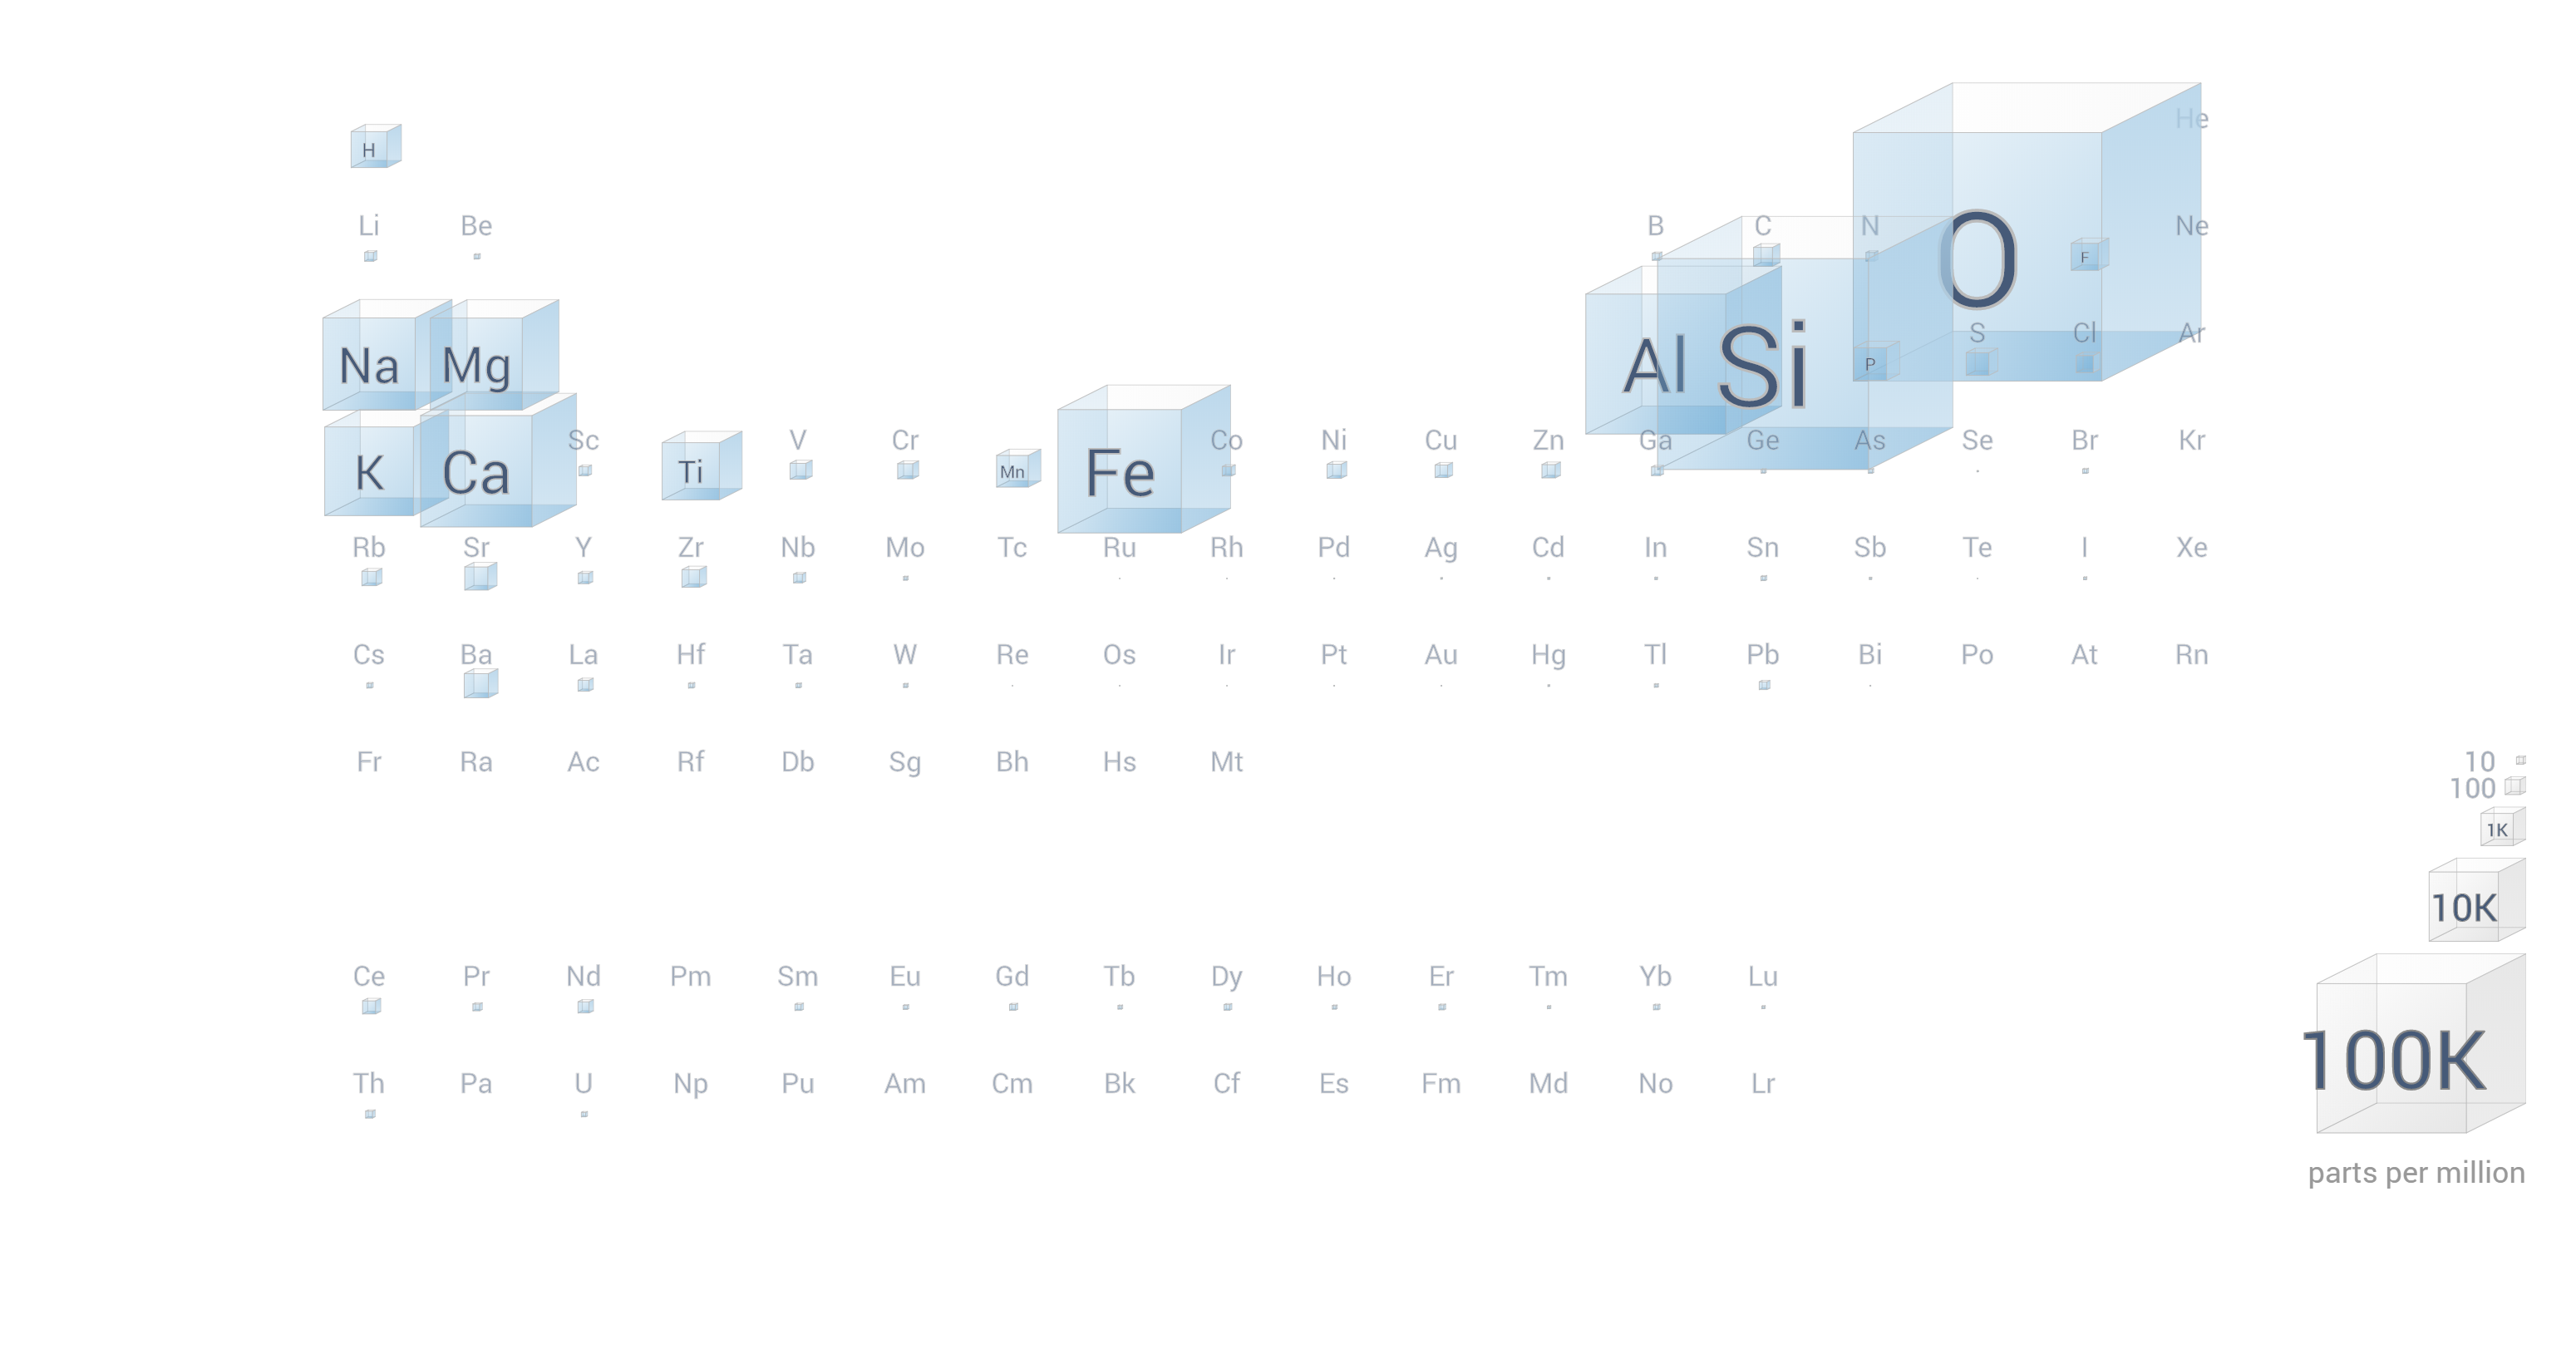 H He
Li Be B C N O F Ne
Na Mg Al Si P S Cl Ar
K Ca Sc Ti V Cr Mn Fe Co Ni Cu Zn Ga Ge As Se Br Kr
Rb Sr Y Zr Nb Mo Tc Ru Rh Pd Ag Cd In Sn Sb Te I Xe
Cs Ba La Hf Ta W Re Os Ir Pt Au Hg Tl Pb Bi Po At Rn
Fr Ra Ac Rf Db Sg Bh Hs Mt
Ce Pr Nd Pm Sm Eu Gd Tb Dy Ho Er Tm Yb Lu
Th Pa U Np Pu Am Cm Bk Cf Es Fm Md No Lr
10
100
1K
10K
100K
parts per million